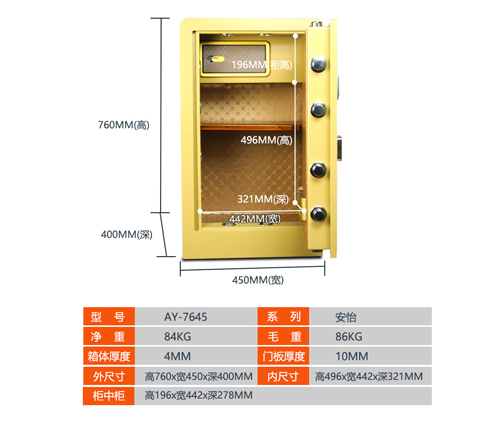 196MM(柜高)
760MM(高)
496MM(高)
321MM(深)
442MM(宽)
400MM(深)
450MM(宽)
型 号 AY-7645 系 列 安怡
净 重 84KG 毛 重 86KG
箱体厚度 4MM 门板厚度 10MM
外尺寸 高760x宽450x深400MM 内尺寸 高496x宽442x深321MM
柜中柜 高196x宽442x深278MM